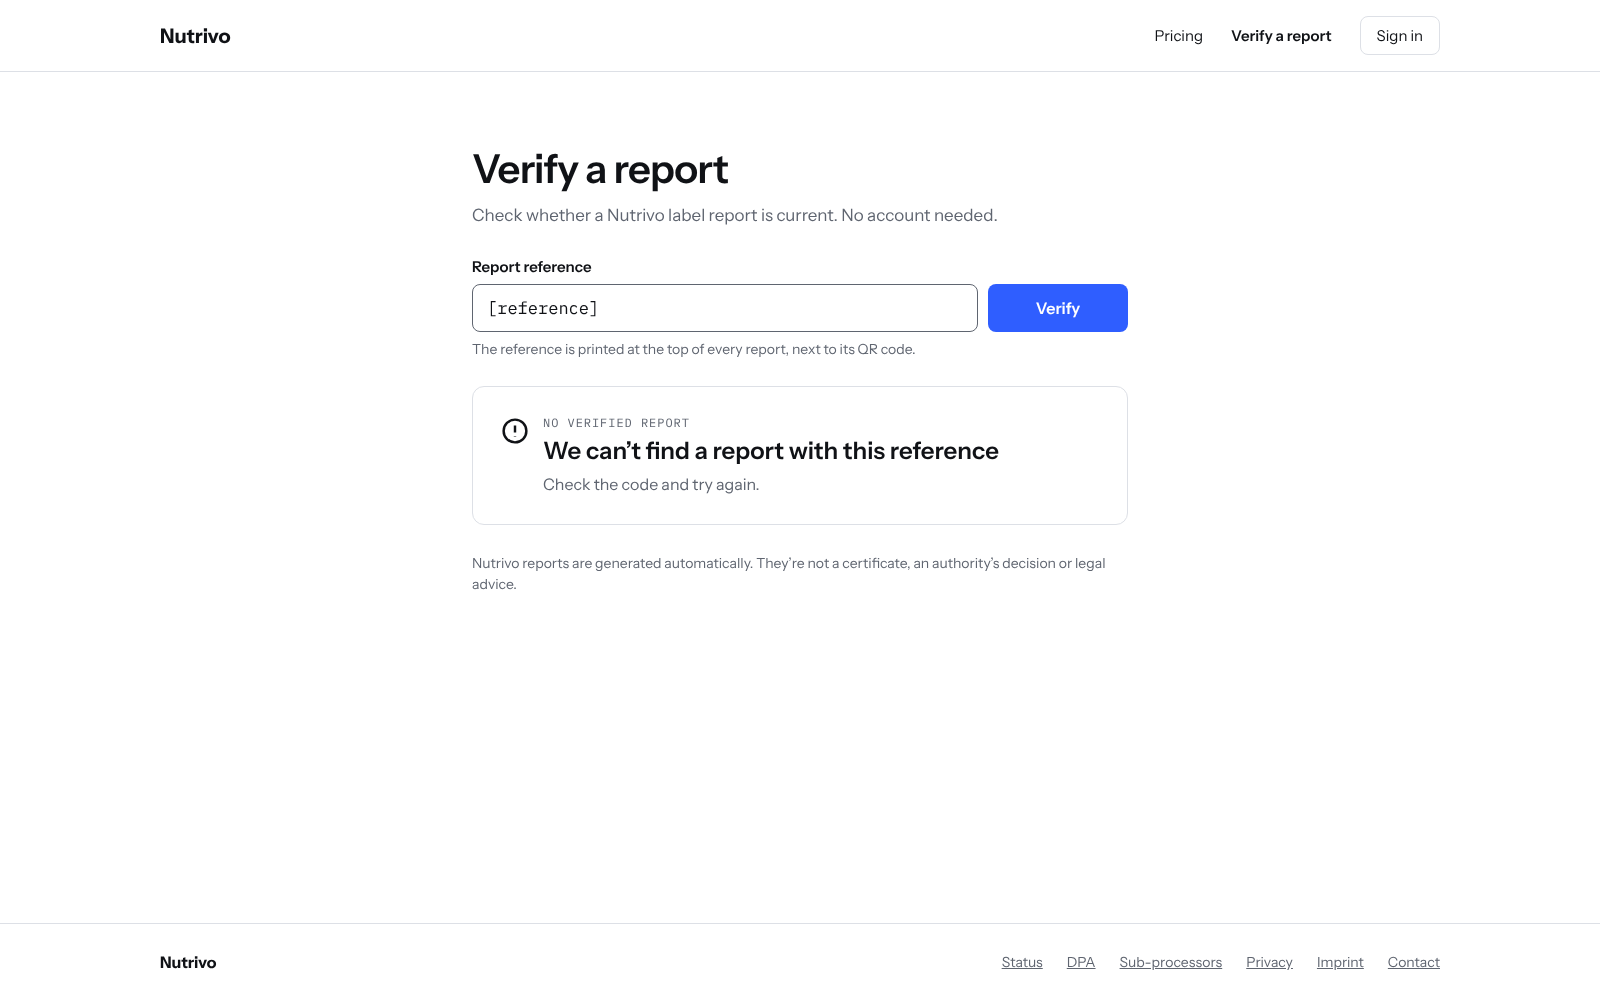 Nutrivo
Pricing
Verify a report
Sign in
Verify a report
Check whether a Nutrivo label report is current. No account needed.
Report reference
[reference]
Verify
The reference is printed at the top of every report, next to its QR code.
NO VERIFIED REPORT
We can’t find a report with this reference
Check the code and try again.
Nutrivo reports are generated automatically. They’re not a certificate, an authority’s decision or legal
advice.
Nutrivo
Status
DPA
Sub-processors
Privacy
Imprint
Contact